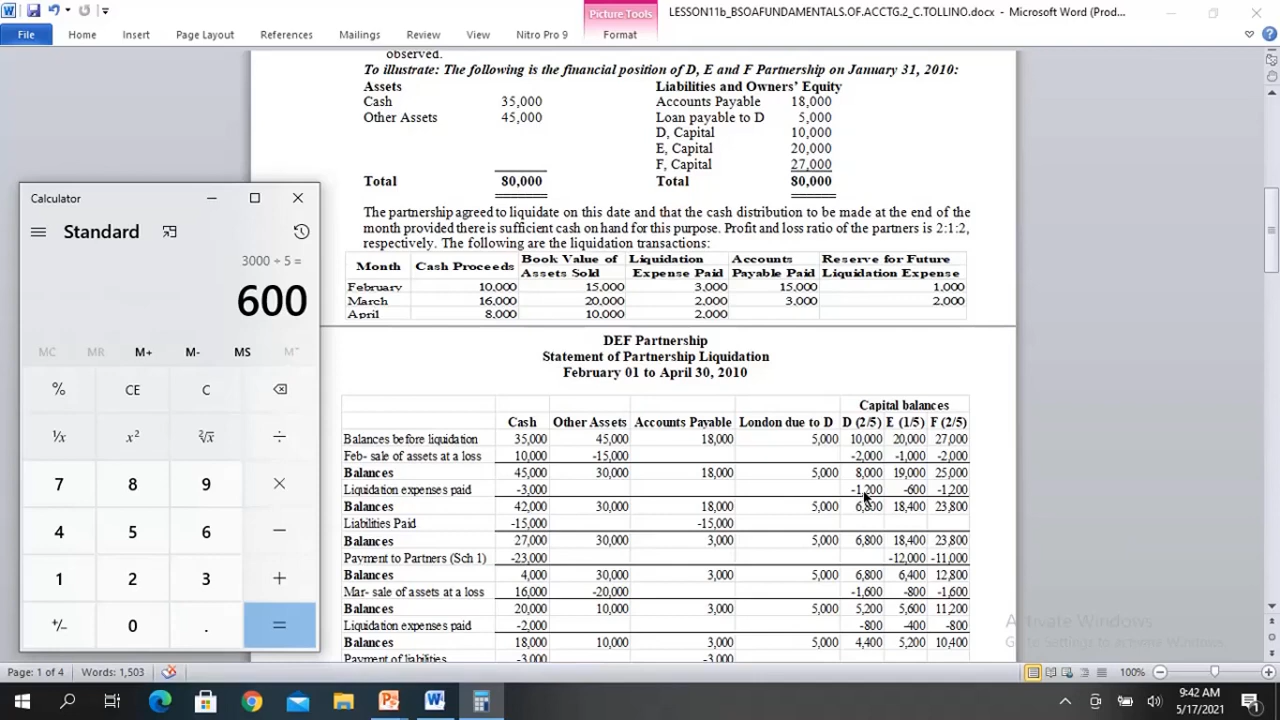 LESSON11b_BSOAFUNDAMENTALS.OF.ACCTG.2_C.TOLLINO.docx - Microsoft Word (Prod...
Picture Tools
File Home Insert Page Layout References Mailings Review View Nitro Pro 9 Format
observed.
To illustrate: The following is the financial position of D, E and F Partnership on January 31, 2010:
Assets Liabilities and Owners' Equity
Cash 35,000 Accounts Payable 18,000
Other Assets 45,000 Loan payable to D 5,000
D, Capital 10,000
E, Capital 20,000
F, Capital 27,000
Total 80,000 Total 80,000
The partnership agreed to liquidate on this date and that the cash distribution to be made at the end of the
month provided there is sufficient cash on hand for this purpose. Profit and loss ratio of the partners is 2:1:2,
respectively. The following are the liquidation transactions:
Month Cash Proceeds Book Value of Assets Sold Liquidation Expense Paid Accounts Payable Paid Reserve for Future Liquidation Expense
February 10,000 15,000 3,000 15,000 1,000
March 16,000 20,000 2,000 3,000 2,000
April 8,000 10,000 2,000
DEF Partnership
Statement of Partnership Liquidation
February 01 to April 30, 2010
Capital balances
Cash Other Assets Accounts Payable London due to D D (2/5) E (1/5) F (2/5)
Balances before liquidation 35,000 45,000 18,000 5,000 10,000 20,000 27,000
Feb- sale of assets at a loss 10,000 -15,000 -2,000 -1,000 -2,000
Balances 45,000 30,000 18,000 5,000 8,000 19,000 25,000
Liquidation expenses paid -3,000 -1,200 -600 -1,200
Balances 42,000 30,000 18,000 5,000 6,800 18,400 23,800
Liabilities Paid -15,000 -15,000
Balances 27,000 30,000 3,000 5,000 6,800 18,400 23,800
Payment to Partners (Sch 1) -23,000 -12,000 -11,000
Balances 4,000 30,000 3,000 5,000 6,800 6,400 12,800
Mar- sale of assets at a loss 16,000 -20,000 -1,600 -800 -1,600
Balances 20,000 10,000 3,000 5,000 5,200 5,600 11,200
Liquidation expenses paid -2,000 -800 -400 -800
Balances 18,000 10,000 3,000 5,000 4,400 5,200 10,400
Payment of liabilities -3,000 -3,000
Calculator
Standard
3000 ÷ 5 =
600
MC MR M+ M- MS M˅
% CE C
1/x x² ²√x ÷
7 8 9 ×
4 5 6 −
1 2 3 +
+/− 0 . =
Activate Windows
Go to Settings to activate Windows.
Page: 1 of 4 Words: 1,503 100%
9:42 AM
5/17/2021